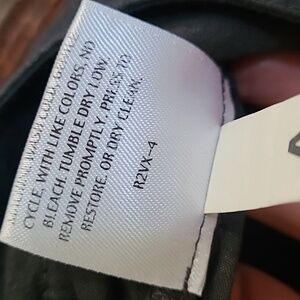 CYCLE, WITH LIKE COLORS, NO
BLEACH. TUMBLE DRY LOW.
REMOVE PROMPTLY. PRESS TO
RESTORE. OR DRY CLEAN.
R2VX-4